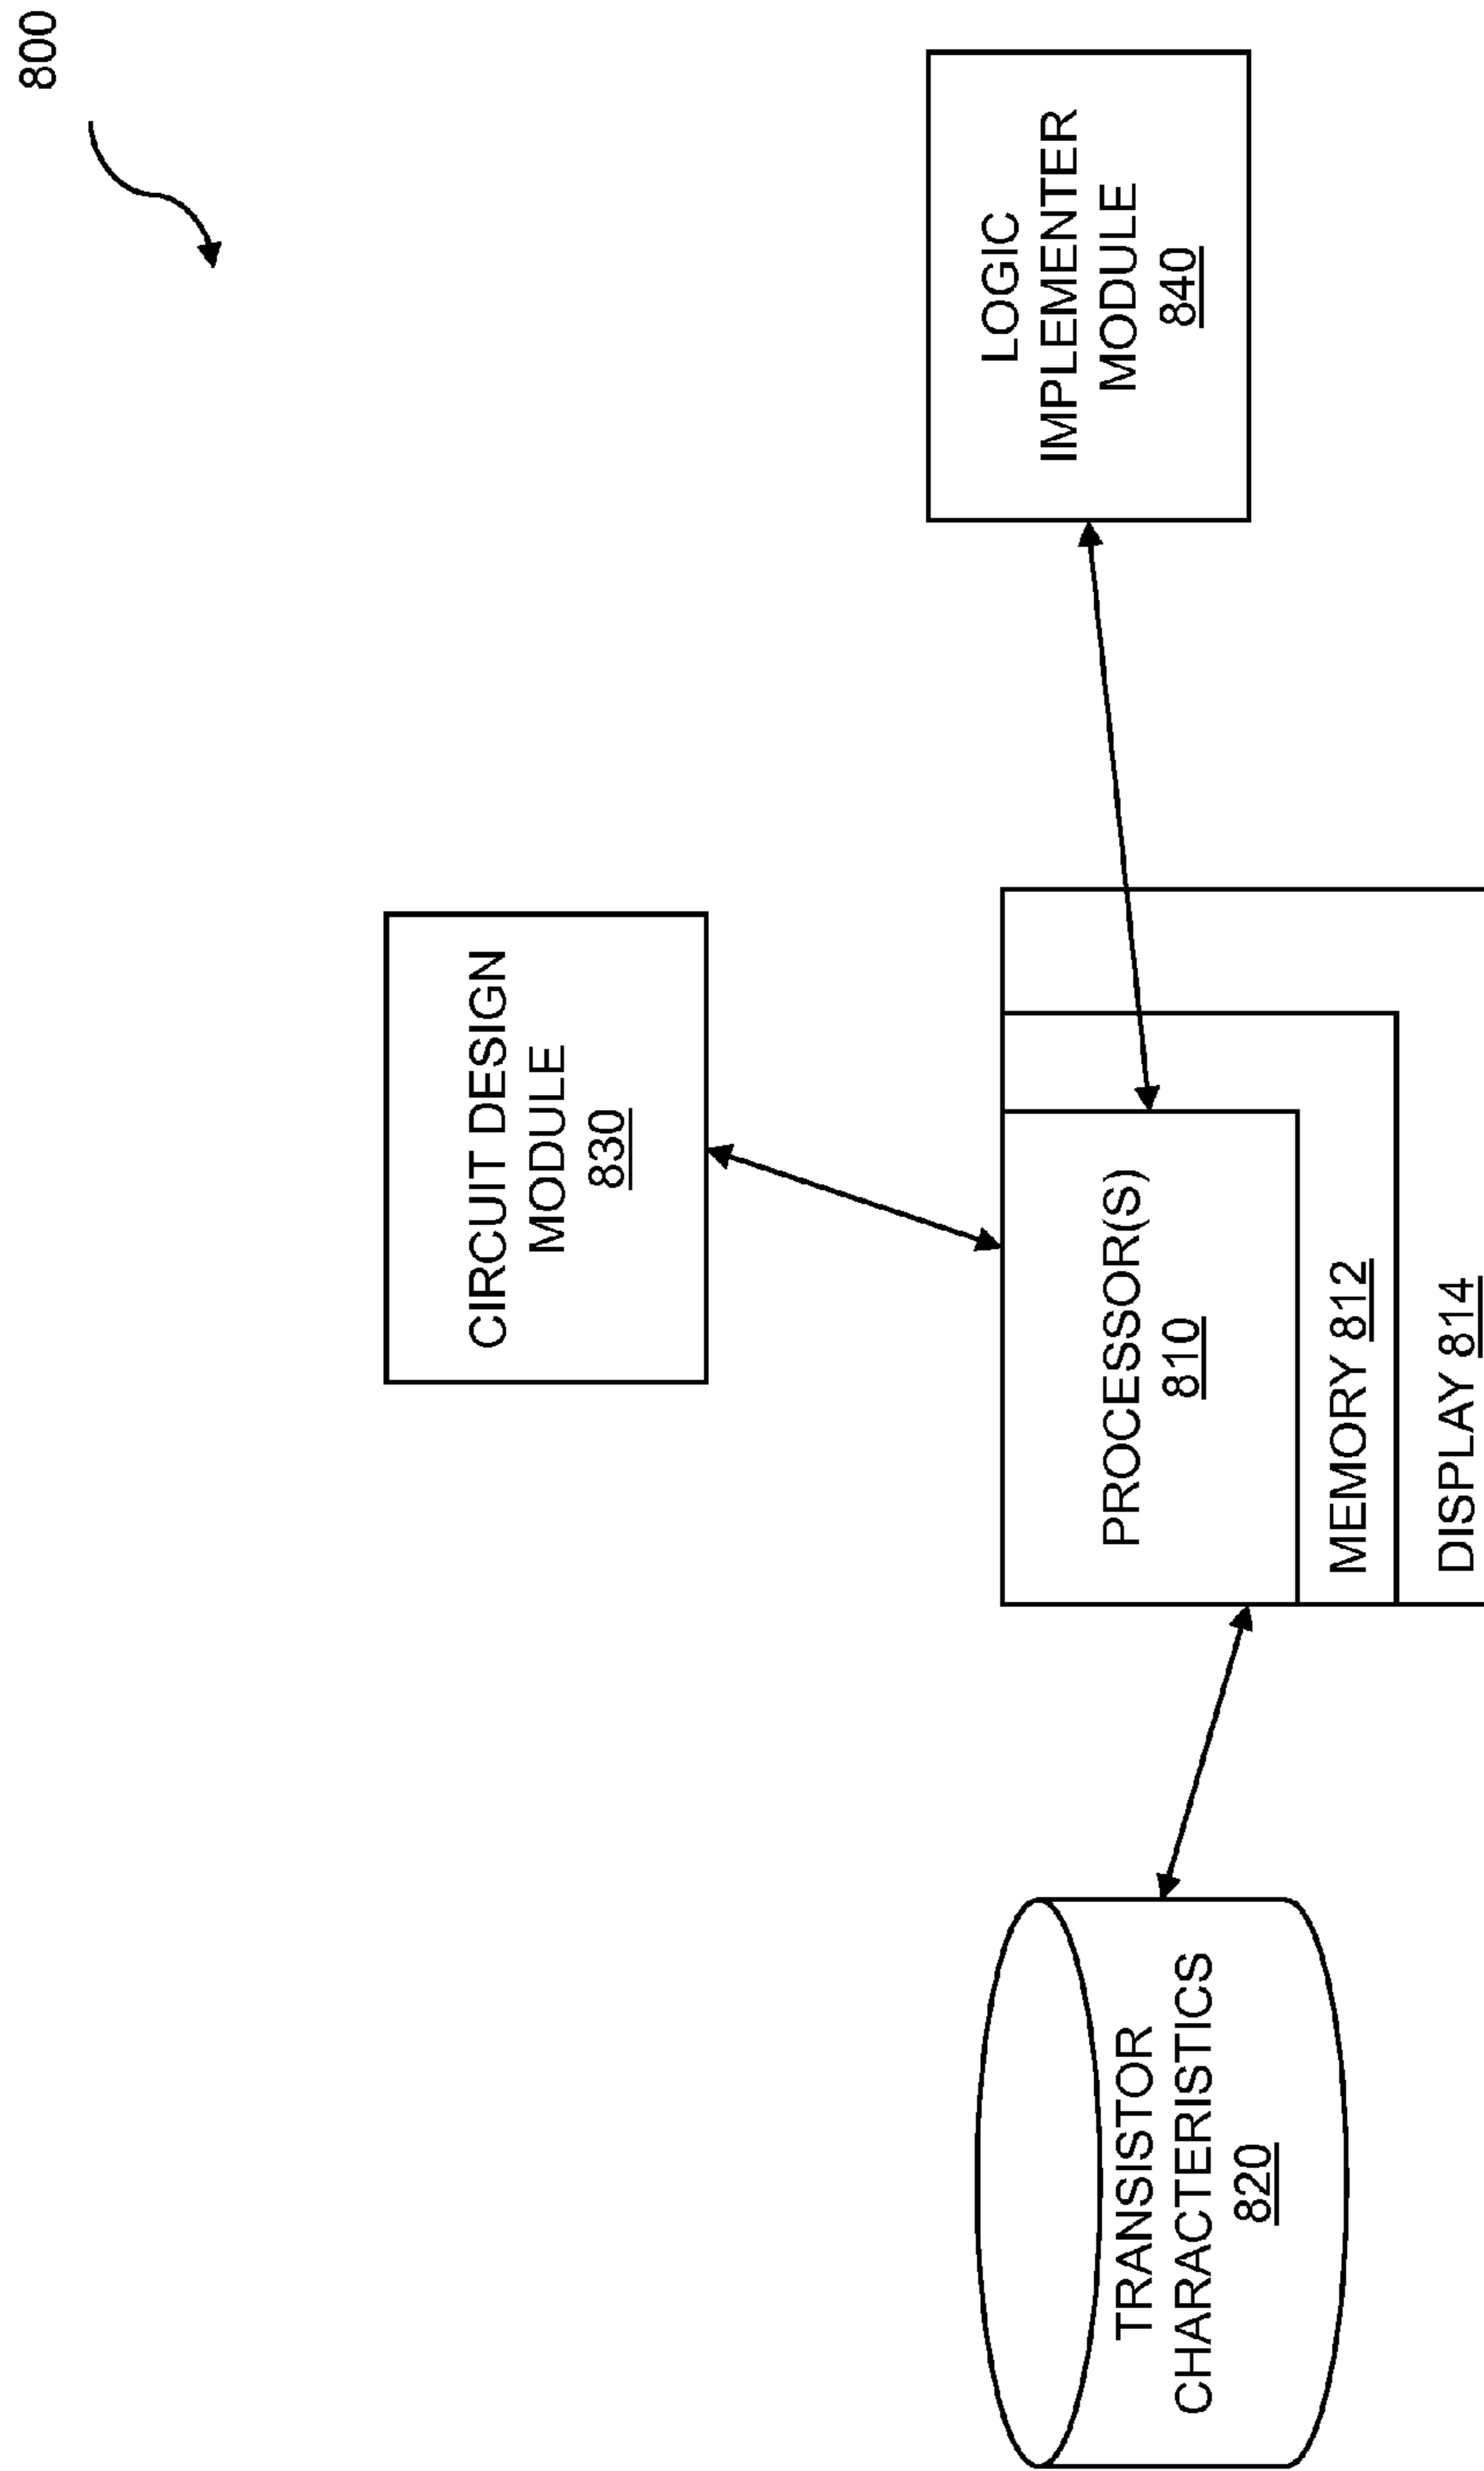 800
CIRCUIT DESIGN
MODULE
830
TRANSISTOR
CHARACTERISTICS
820
PROCESSOR(S)
810
MEMORY 812
DISPLAY 814
LOGIC
IMPLEMENTER
MODULE
840